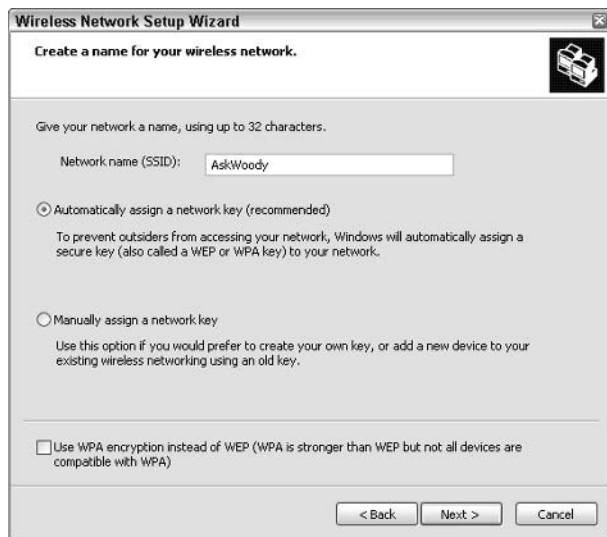 Wireless Network Setup Wizard
Create a name for your wireless network.
Give your network a name, using up to 32 characters.
Network name (SSID): AskWoody
Automatically assign a network key (recommended)
To prevent outsiders from accessing your network, Windows will automatically assign a
secure key (also called a WEP or WPA key) to your network.
Manually assign a network key
Use this option if you would prefer to create your own key, or add a new device to your
existing wireless networking using an old key.
Use WPA encryption instead of WEP (WPA is stronger than WEP but not all devices are
compatible with WPA)
< Back Next > Cancel